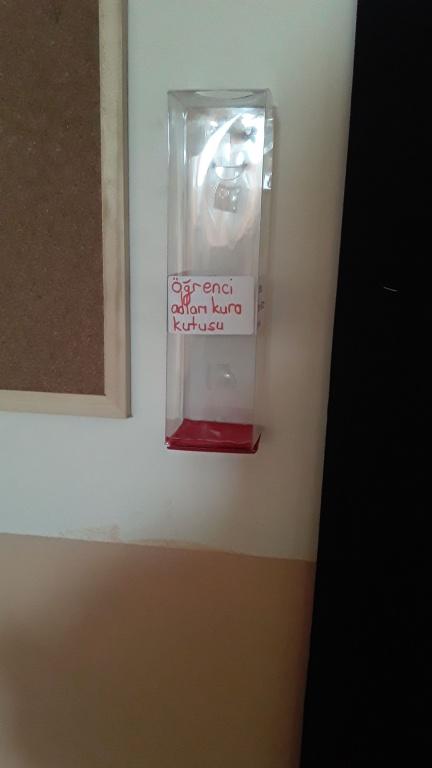 Öğrenci
adları kura
kutusu